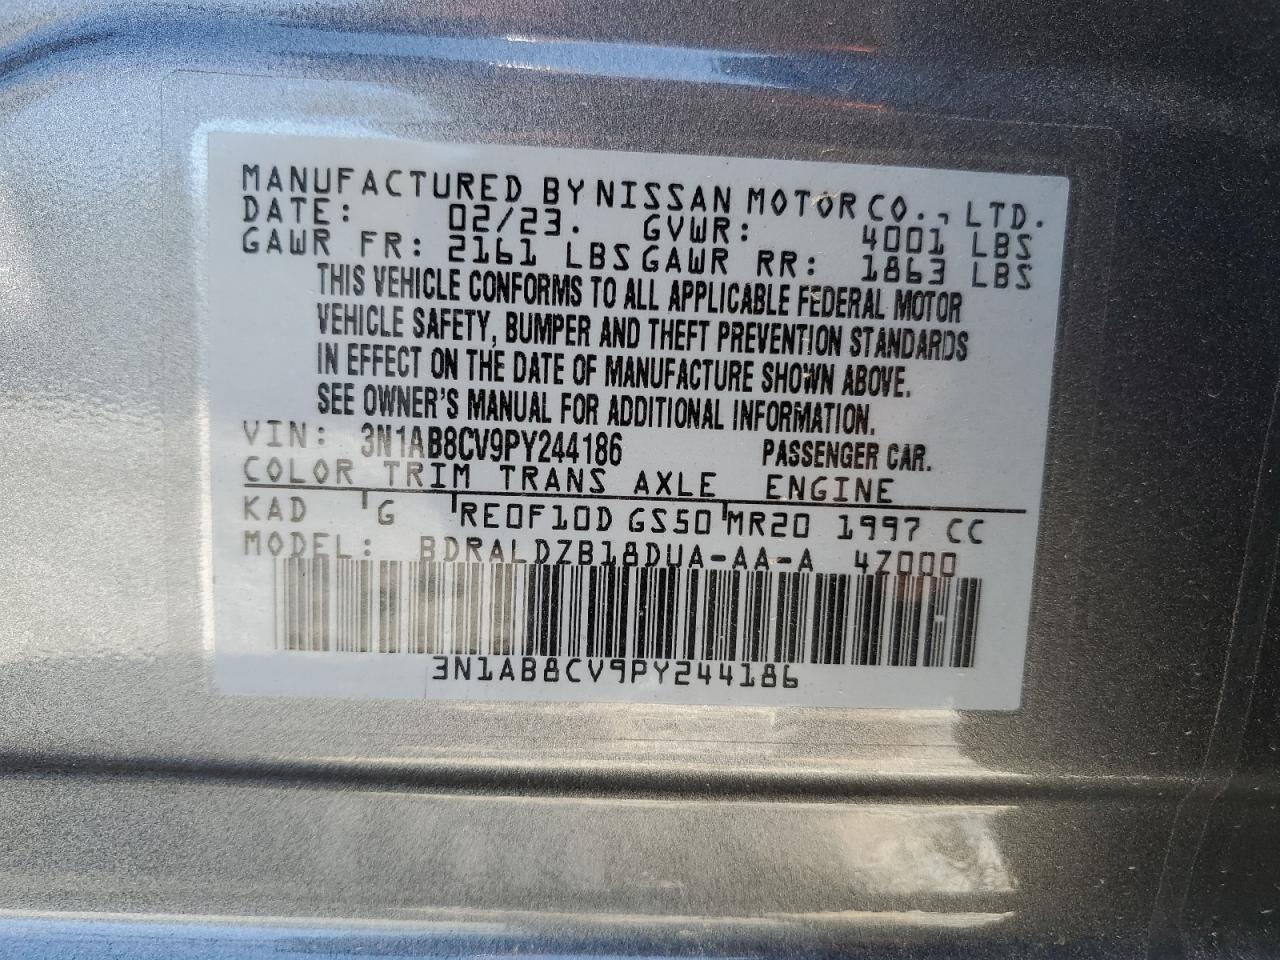 MANUFACTURED BY NISSAN MOTOR CO., LTD.
DATE: 02/23. GVWR: 4001 LBS
GAWR FR: 2161 LBS GAWR RR: 1863 LBS
THIS VEHICLE CONFORMS TO ALL APPLICABLE FEDERAL MOTOR
VEHICLE SAFETY, BUMPER AND THEFT PREVENTION STANDARDS
IN EFFECT ON THE DATE OF MANUFACTURE SHOWN ABOVE.
SEE OWNER'S MANUAL FOR ADDITIONAL INFORMATION.
VIN: 3N1AB8CV9PY244186 PASSENGER CAR.
COLOR TRIM TRANS AXLE ENGINE
KAD G RE0F10D GS50 MR20 1997 CC
MODEL: BDRALDZB18DUA-AA-A 4Z000
3N1AB8CV9PY244186